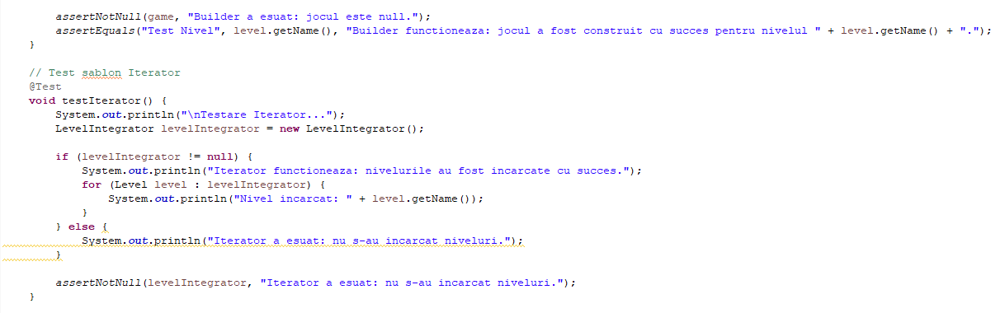 assertNotNull(game, "Builder a esuat: jocul este null.");
assertEquals("Test Nivel", level.getName(), "Builder functioneaza: jocul a fost construit cu succes pentru nivelul " + level.getName() + ".");
}
// Test sablon Iterator
@Test
void testIterator() {
System.out.println("\nTestare Iterator...");
LevelIntegrator levelIntegrator = new LevelIntegrator();
if (levelIntegrator != null) {
System.out.println("Iterator functioneaza: nivelurile au fost incarcate cu succes.");
for (Level level : levelIntegrator) {
System.out.println("Nivel incarcat: " + level.getName());
}
} else {
System.out.println("Iterator a esuat: nu s-au incarcat niveluri.");
}
assertNotNull(levelIntegrator, "Iterator a esuat: nu s-au incarcat niveluri.");
}